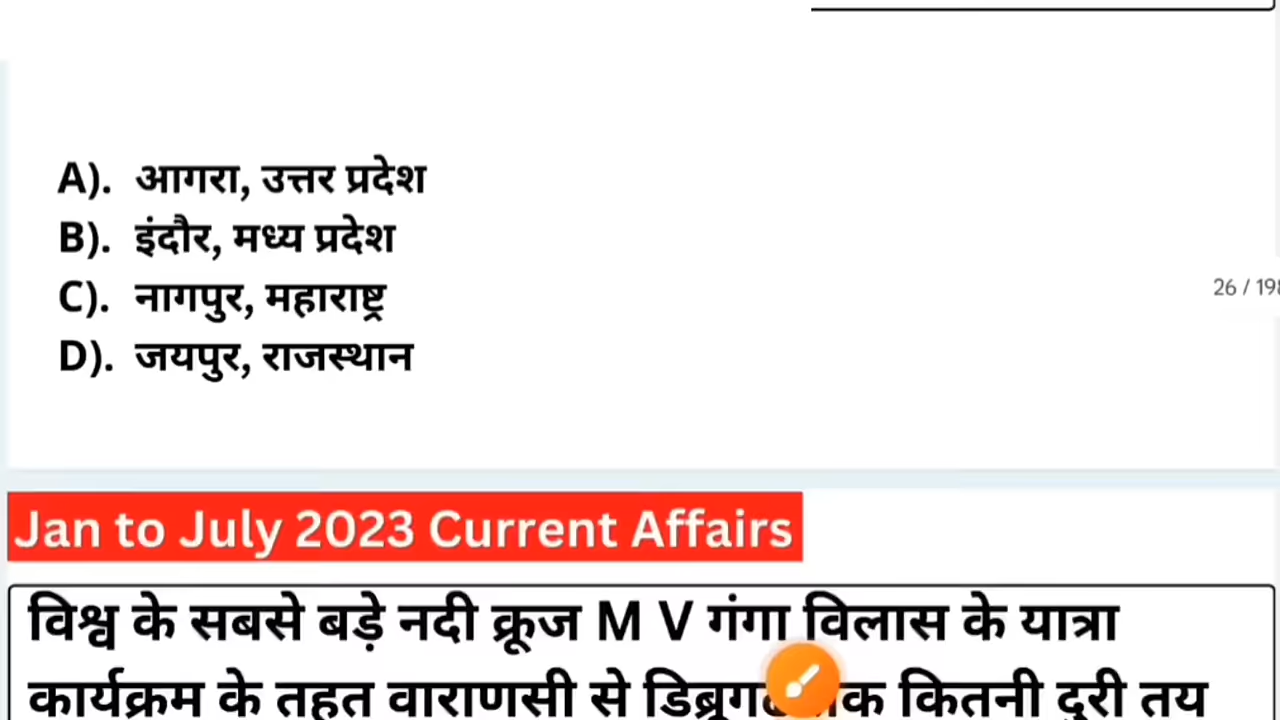 A). आगरा, उत्तर प्रदेश
B). इंदौर, मध्य प्रदेश
C). नागपुर, महाराष्ट्र
26 / 198
D). जयपुर, राजस्थान
Jan to July 2023 Current Affairs
विश्व के सबसे बड़े नदी क्रूज M V गंगा विलास के यात्रा
कार्यक्रम के तहत वाराणसी से कितनी दूरी तय